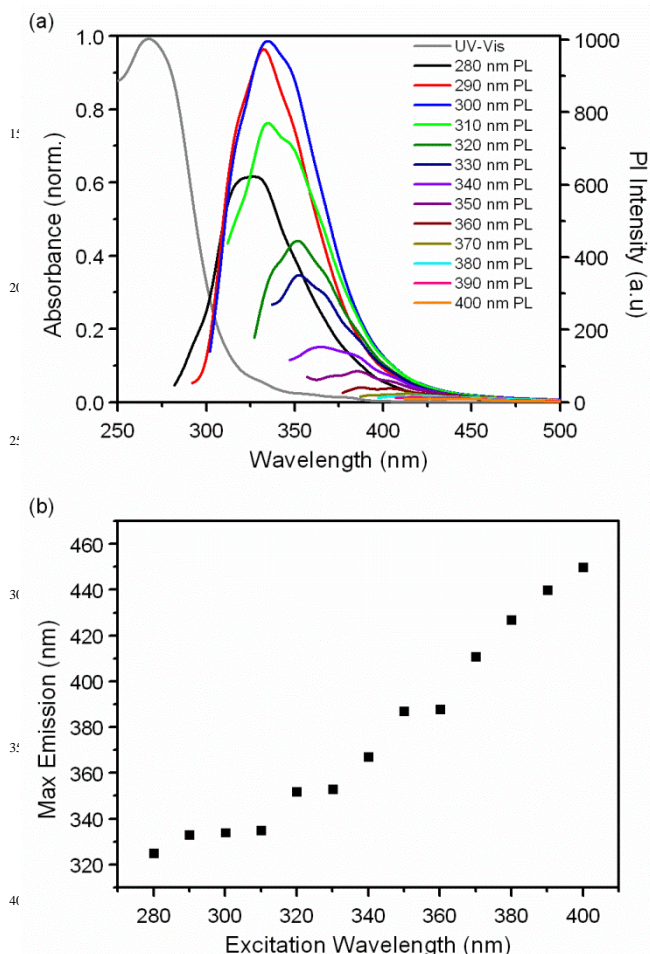 (a)
1.0
0.8
0.6
0.4
0.2
0.0
Absorbance (norm.)
1000
800
600
400
200
0
PI Intensity (a.u)
UV-Vis
280 nm PL
290 nm PL
300 nm PL
310 nm PL
320 nm PL
330 nm PL
340 nm PL
350 nm PL
360 nm PL
370 nm PL
380 nm PL
390 nm PL
400 nm PL
250 300 350 400 450 500
Wavelength (nm)
(b)
460
440
420
400
380
360
340
320
Max Emission (nm)
280 300 320 340 360 380 400
Excitation Wavelength (nm)